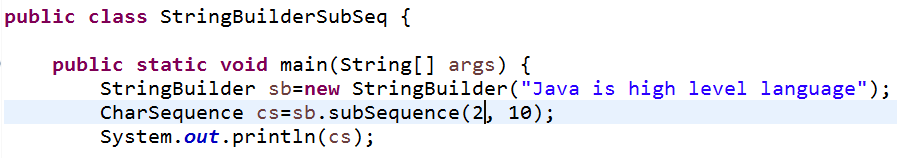 public class StringBuilderSubSeq {
public static void main(String[] args) {
StringBuilder sb=new StringBuilder("Java is high level language");
CharSequence cs=sb.subSequence(2, 10);
System.out.println(cs);